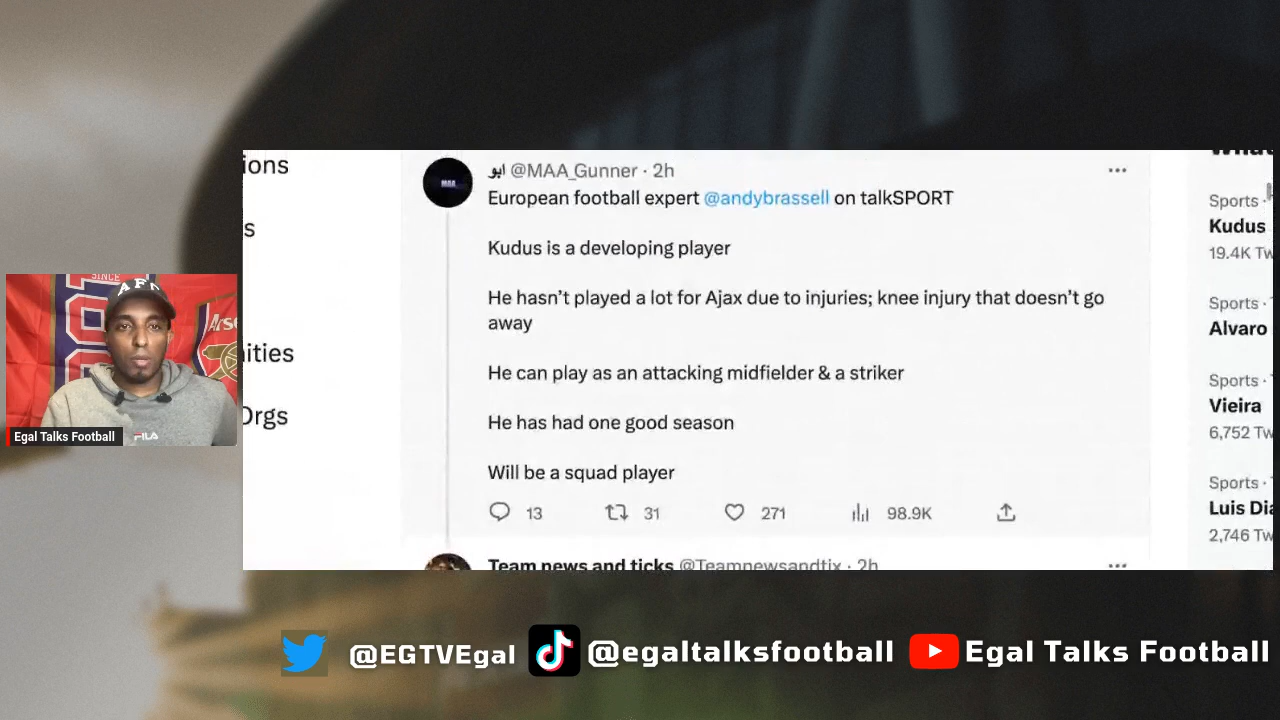 ions
s
ities
Orgs
ابو @MAA_Gunner · 2h
European football expert @andybrassell on talkSPORT
Kudus is a developing player
He hasn't played a lot for Ajax due to injuries; knee injury that doesn't go
away
He can play as an attacking midfielder & a striker
He has had one good season
Will be a squad player
13 31 271 98.9K
Team news and ticks @Teamnewsandtix · 2h
Sports ·
Kudus
19.4K Tw
Sports ·
Alvaro
Sports ·
Vieira
6,752 Tw
Sports ·
Luis Dia
2,746 Tw
SINCE
AFC
Arse
FILA
Egal Talks Football
@EGTVEgal @egaltalksfootball Egal Talks Football